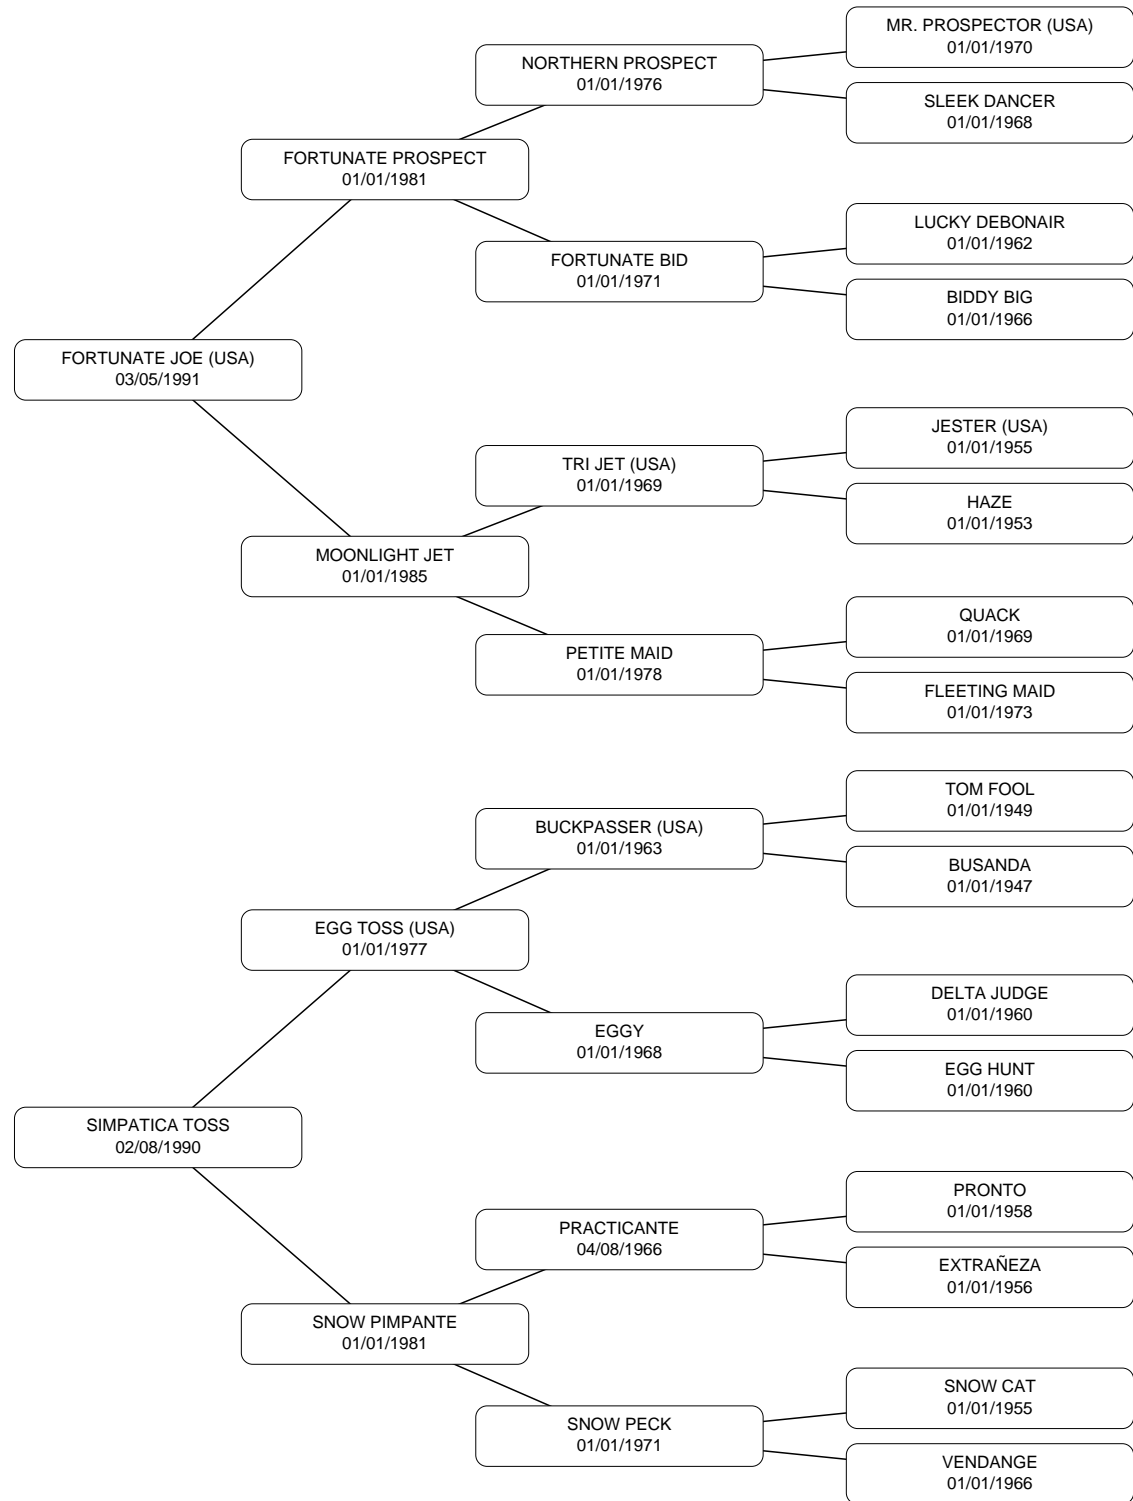 MR. PROSPECTOR (USA)
01/01/1970
NORTHERN PROSPECT
01/01/1976
SLEEK DANCER
01/01/1968
FORTUNATE PROSPECT
01/01/1981
LUCKY DEBONAIR
01/01/1962
FORTUNATE BID
01/01/1971
BIDDY BIG
01/01/1966
FORTUNATE JOE (USA)
03/05/1991
JESTER (USA)
01/01/1955
TRI JET (USA)
01/01/1969
HAZE
01/01/1953
MOONLIGHT JET
01/01/1985
QUACK
01/01/1969
PETITE MAID
01/01/1978
FLEETING MAID
01/01/1973
TOM FOOL
01/01/1949
BUCKPASSER (USA)
01/01/1963
BUSANDA
01/01/1947
EGG TOSS (USA)
01/01/1977
DELTA JUDGE
01/01/1960
EGGY
01/01/1968
EGG HUNT
01/01/1960
SIMPATICA TOSS
02/08/1990
PRONTO
01/01/1958
PRACTICANTE
04/08/1966
EXTRAÑEZA
01/01/1956
SNOW PIMPANTE
01/01/1981
SNOW CAT
01/01/1955
SNOW PECK
01/01/1971
VENDANGE
01/01/1966